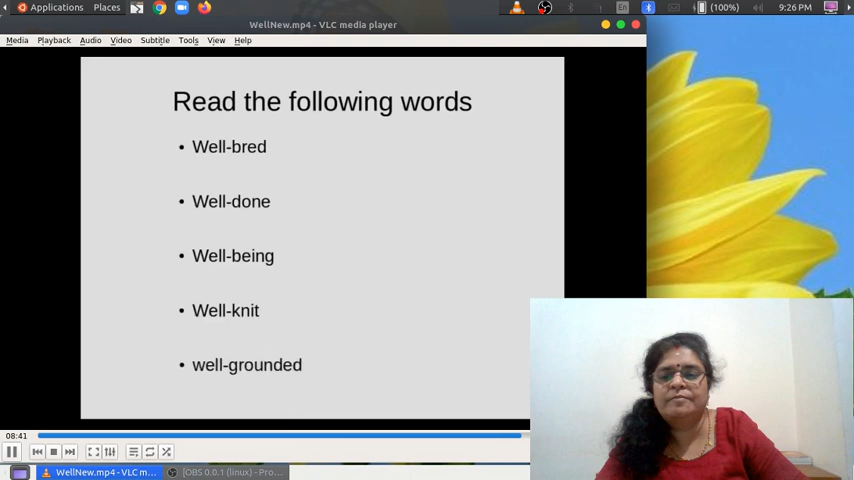 Applications Places En (100%) 9:26 PM
WellNew.mp4 - VLC media player
Media Playback Audio Video Subtitle Tools View Help
Read the following words
• Well-bred
• Well-done
• Well-being
• Well-knit
• well-grounded
08:41
WellNew.mp4 - VLC m... [OBS 0.0.1 (linux) - Pro...